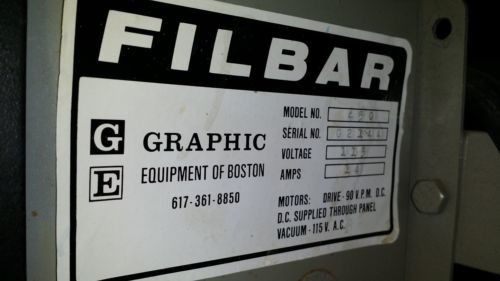 FILBAR
G GRAPHIC
E EQUIPMENT OF BOSTON
617-361-8850
MODEL NO.
SERIAL NO.
VOLTAGE 115
AMPS
MOTORS: DRIVE-90 V.P.M. D.C.
D.C. SUPPLIED THROUGH PANEL
VACUUM-115 V. A.C.